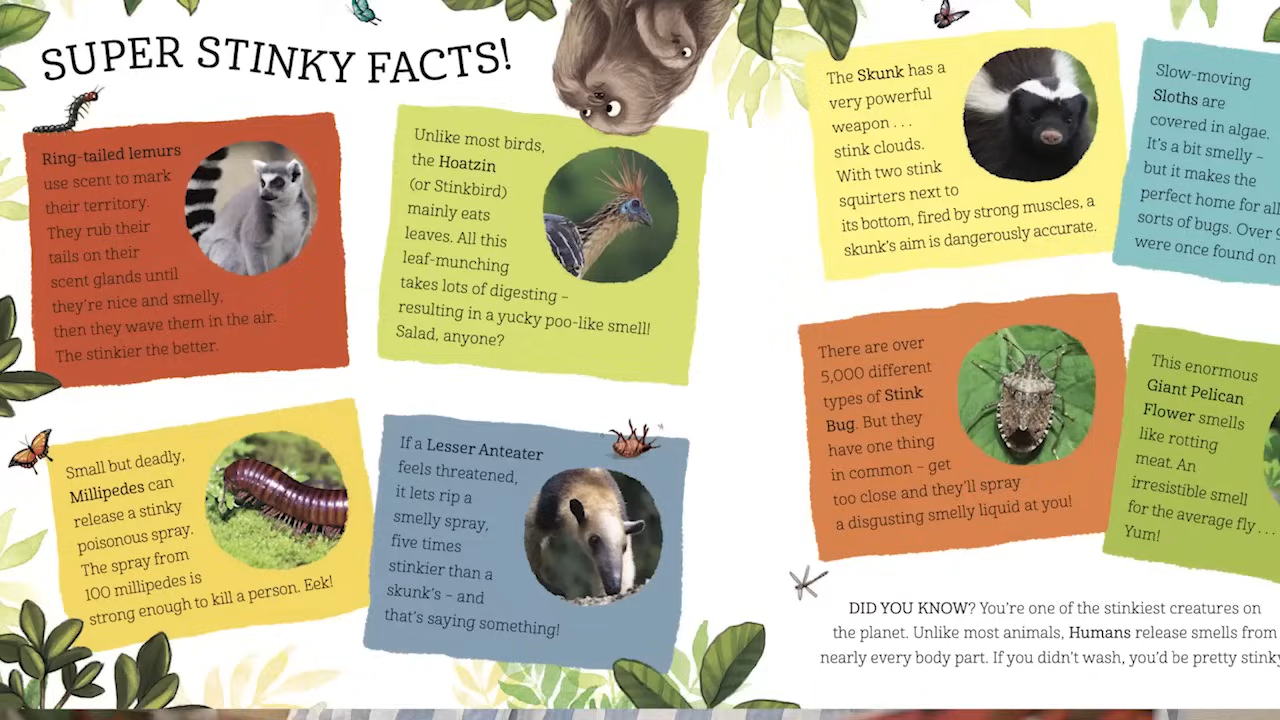 SUPER STINKY FACTS!
Ring-tailed lemurs
use scent to mark
their territory.
They rub their
tails on their
scent glands until
they're nice and smelly,
then they wave them in the air.
The stinkier the better.
Unlike most birds,
the Hoatzin
(or Stinkbird)
mainly eats
leaves. All this
leaf-munching
takes lots of digesting –
resulting in a yucky poo-like smell!
Salad, anyone?
Small but deadly,
Millipedes can
release a stinky
poisonous spray.
The spray from
100 millipedes is
strong enough to kill a person. Eek!
If a Lesser Anteater
feels threatened,
it lets rip a
smelly spray,
five times
stinkier than a
skunk's – and
that's saying something!
The Skunk has a
very powerful
weapon . . .
stink clouds.
With two stink
squirters next to
its bottom, fired by strong muscles, a
skunk's aim is dangerously accurate.
Slow-moving
Sloths are
covered in algae.
It's a bit smelly –
but it makes the
perfect home for all
sorts of bugs. Over
were once found on
There are over
5,000 different
types of Stink
Bug. But they
have one thing
in common – get
too close and they'll spray
a disgusting smelly liquid at you!
This enormous
Giant Pelican
Flower smells
like rotting
meat. An
irresistible smell
for the average fly . . .
Yum!
DID YOU KNOW? You're one of the stinkiest creatures on
the planet. Unlike most animals, Humans release smells from
nearly every body part. If you didn't wash, you'd be pretty stinky